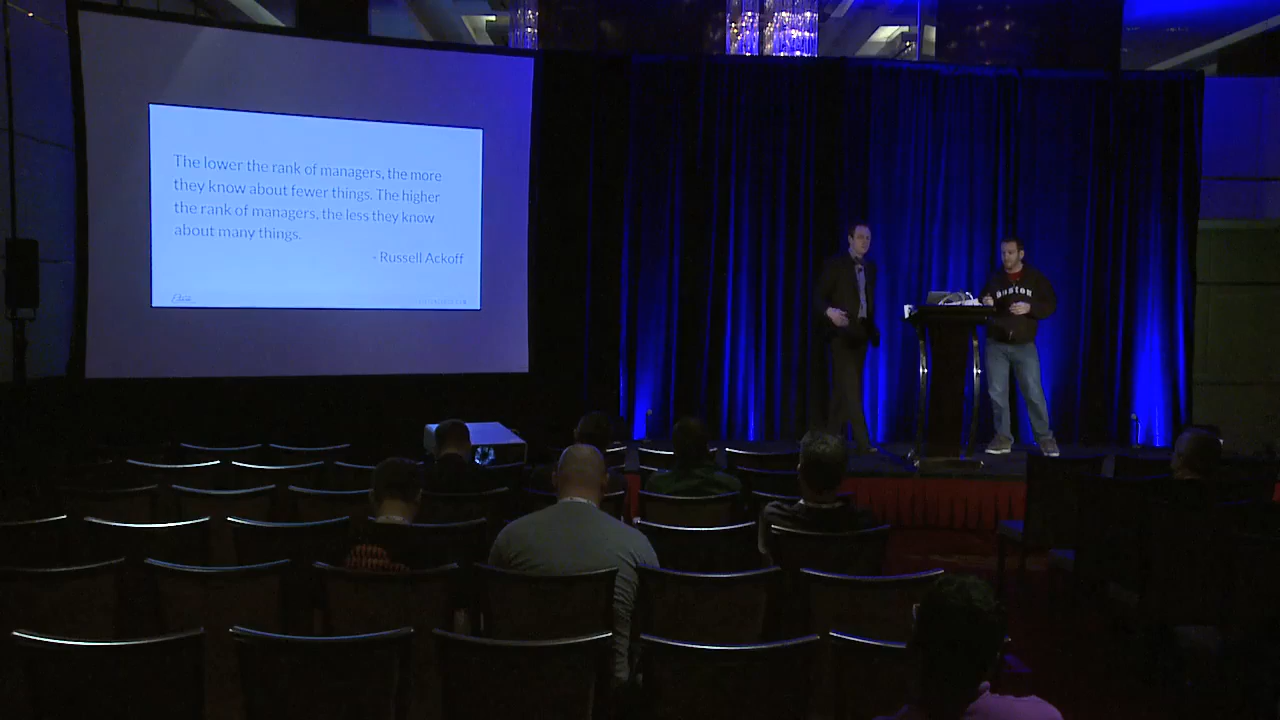 The lower the rank of managers, the more
they know about fewer things. The higher
the rank of managers, the less they know
about many things.
- Russell Ackoff
BOSTON